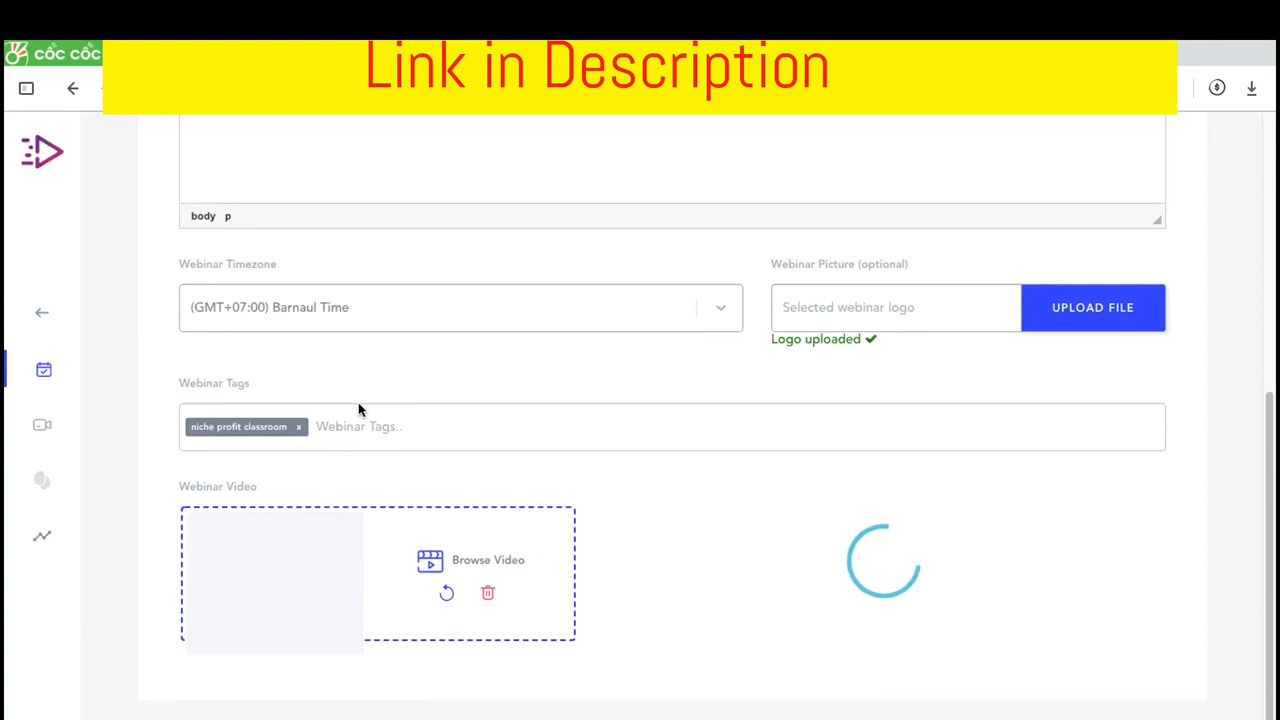 Link in Description
cốc cốc
body p
Webinar Timezone
Webinar Picture (optional)
(GMT+07:00) Barnaul Time
Selected webinar logo
UPLOAD FILE
Logo uploaded
Webinar Tags
niche profit classroom x
Webinar Tags..
Webinar Video
Browse Video